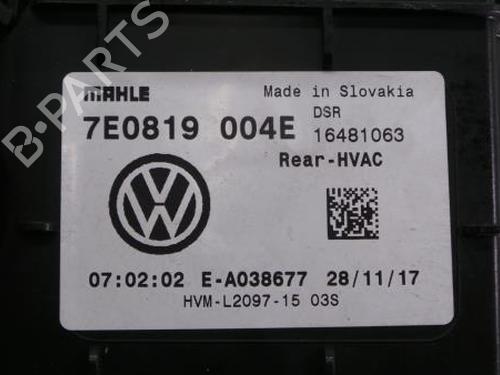 B-PARTS
MAHLE
Made in Slovakia
DSR
7E0819 004E
16481063
Rear-HVAC
07:02:02 E-A038677 28/11/17
HVM-L2097-15 03S